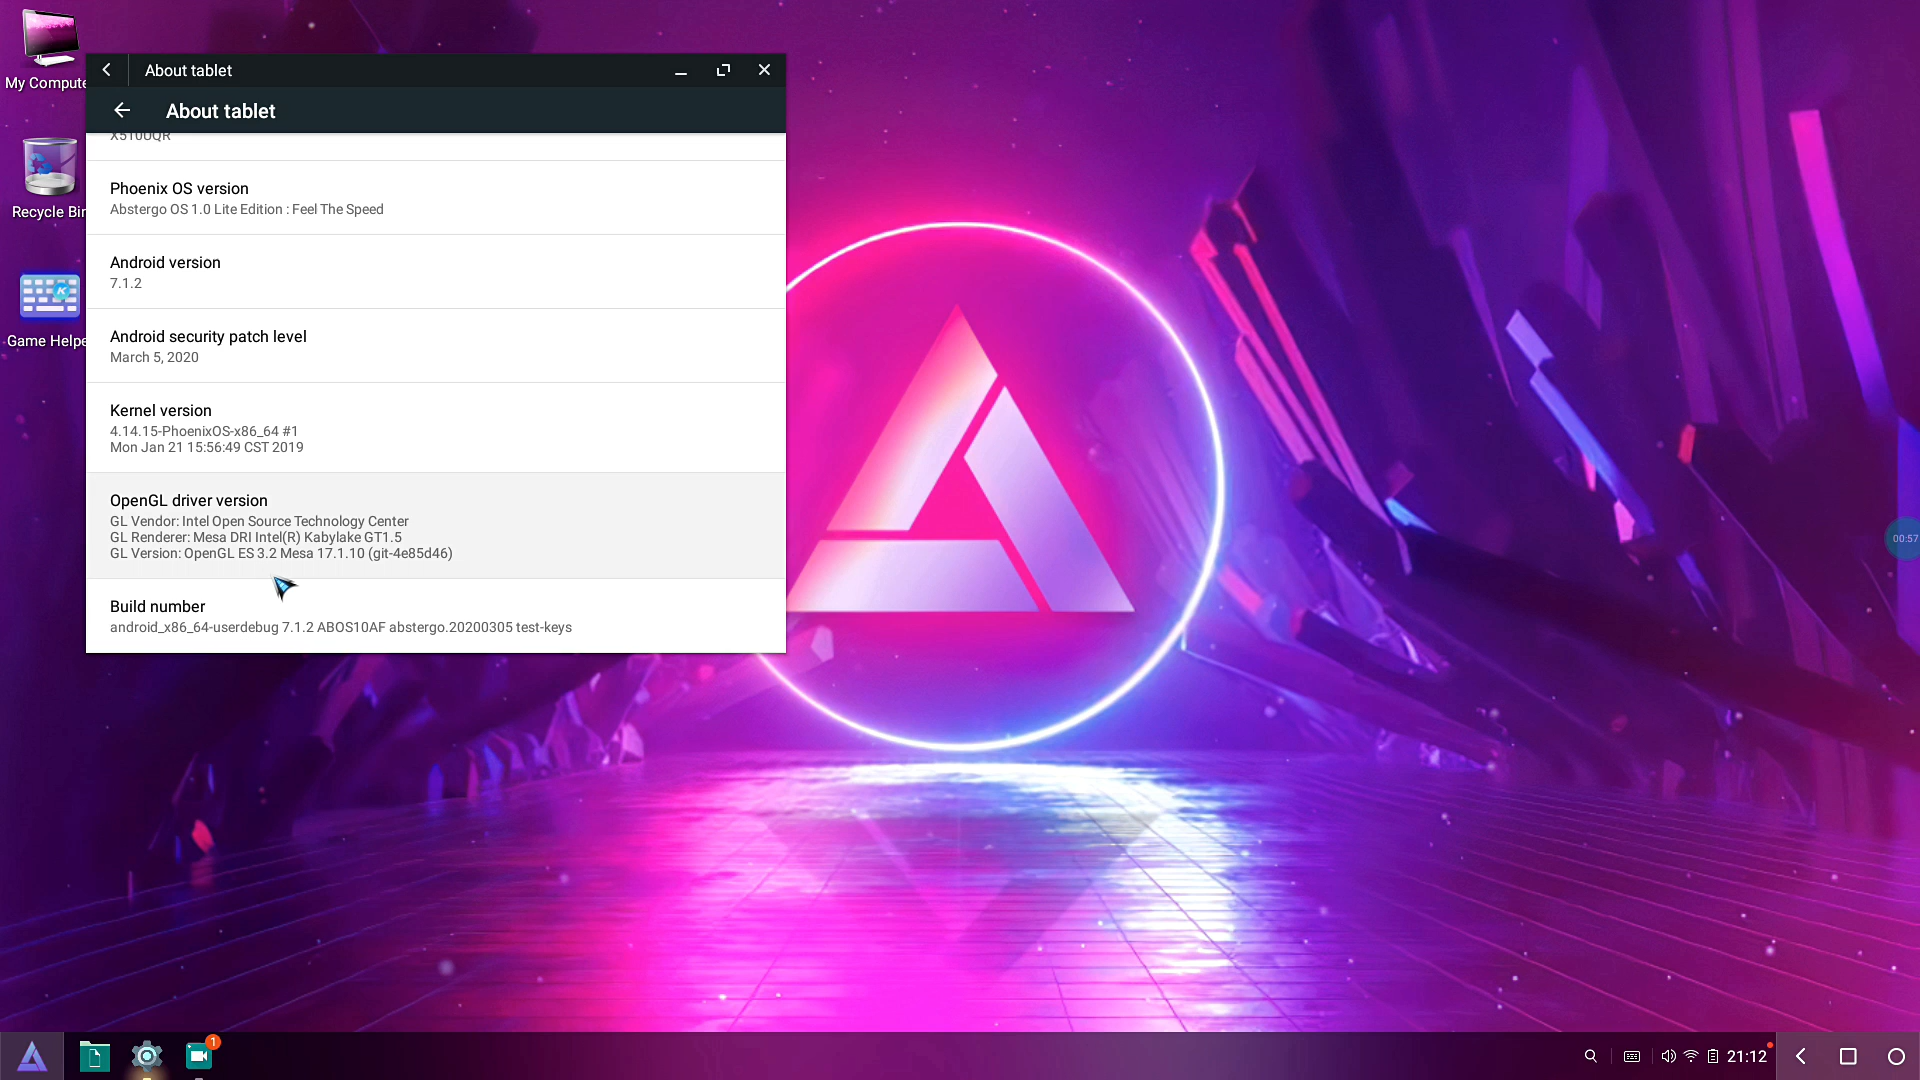 My Compute
Recycle Bin
Game Helpe
About tablet
About tablet
X510UQR
Phoenix OS version
Abstergo OS 1.0 Lite Edition : Feel The Speed
Android version
7.1.2
Android security patch level
March 5, 2020
Kernel version
4.14.15-PhoenixOS-x86_64 #1
Mon Jan 21 15:56:49 CST 2019
OpenGL driver version
GL Vendor: Intel Open Source Technology Center
GL Renderer: Mesa DRI Intel(R) Kabylake GT1.5
GL Version: OpenGL ES 3.2 Mesa 17.1.10 (git-4e85d46)
Build number
android_x86_64-userdebug 7.1.2 ABOS10AF abstergo.20200305 test-keys
00:57
1
21:12